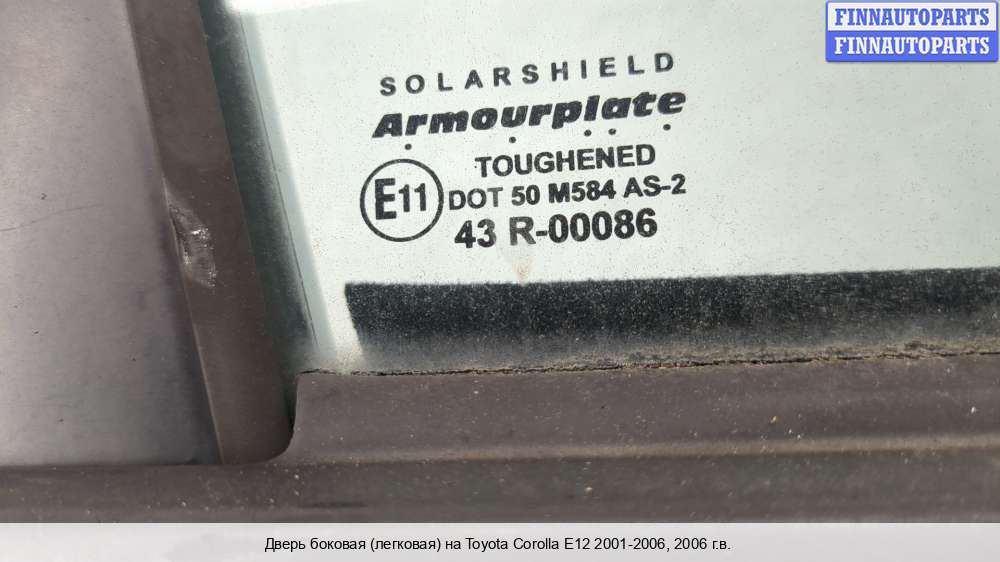 FINNAUTOPARTS
FINNAUTOPARTS
SOLARSHIELD
Armourplate
TOUGHENED
E11
DOT 50 M584 AS-2
43 R-00086
Дверь боковая (легковая) на Toyota Corolla E12 2001-2006, 2006 г.в.